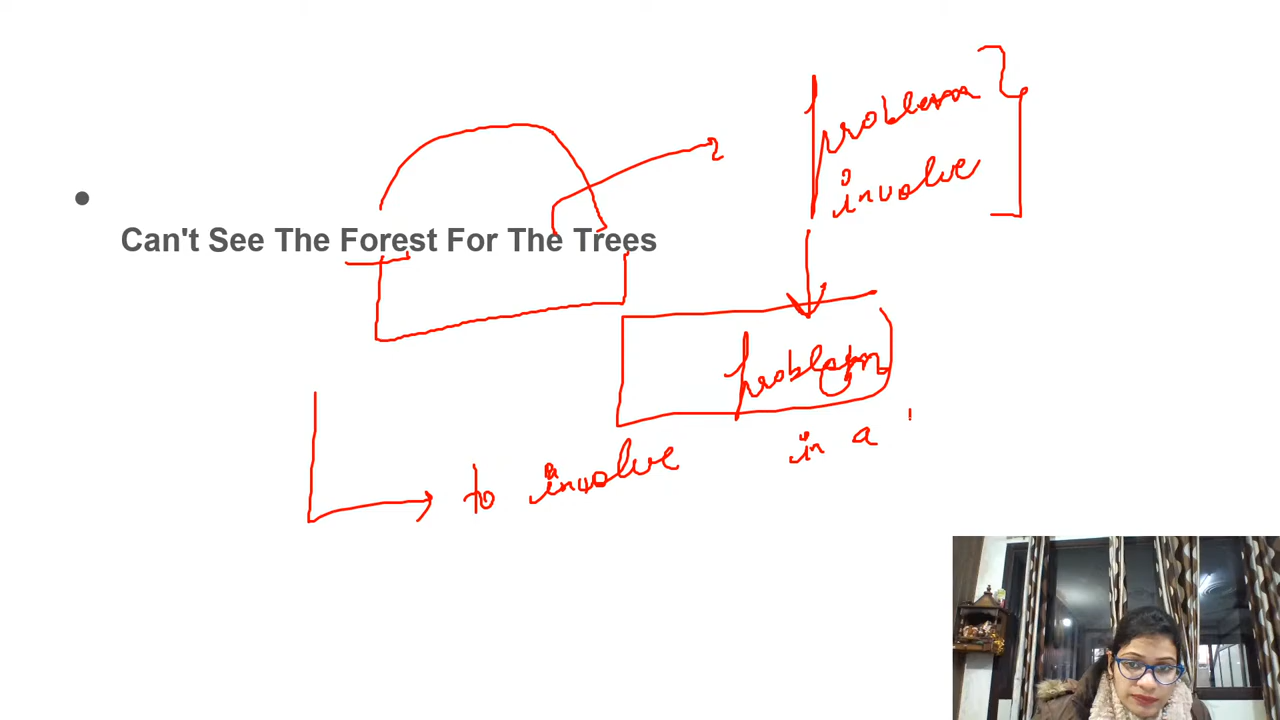 problem
involve
Can't See The Forest For The Trees
problem
in a
to involve